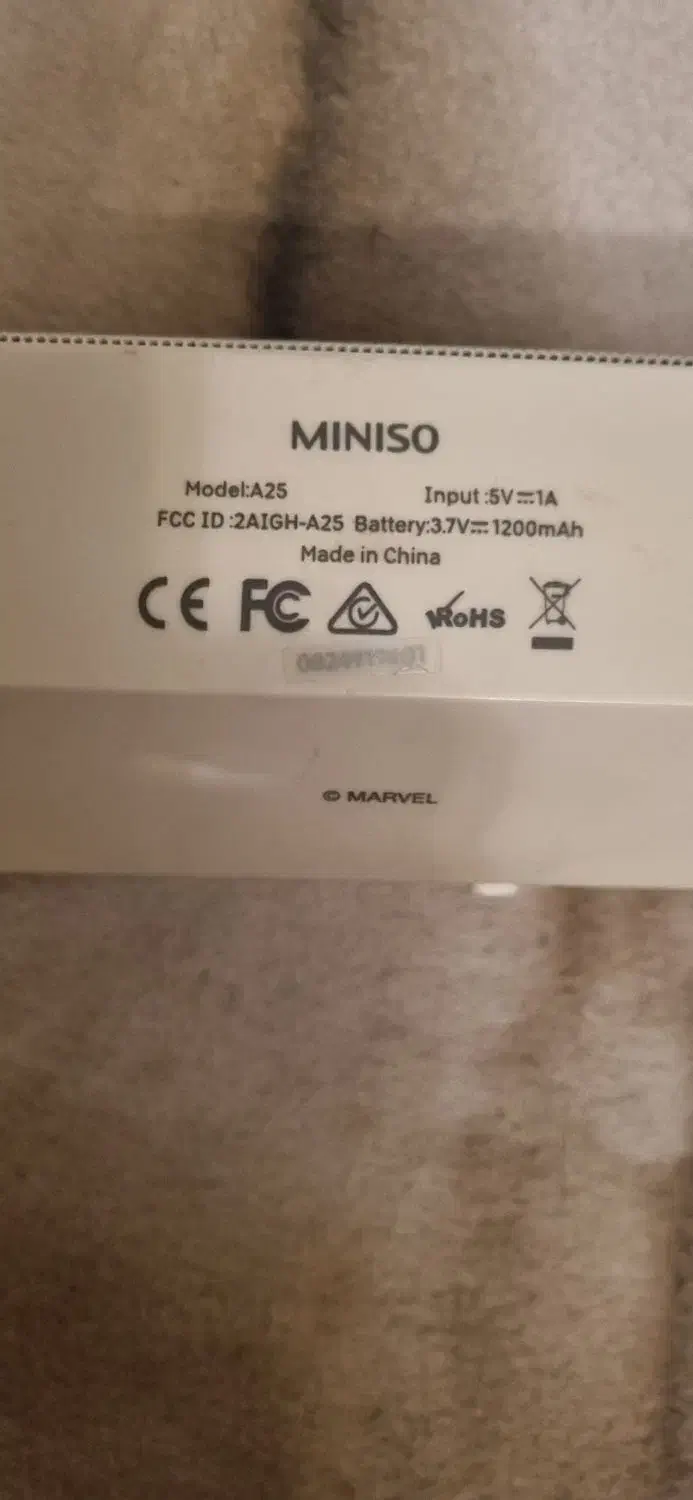 MINISO
Model:A25 Input :5V⎓1A
FCC ID :2AIGH-A25 Battery:3.7V⎓1200mAh
Made in China
CE FC RoHS
© MARVEL